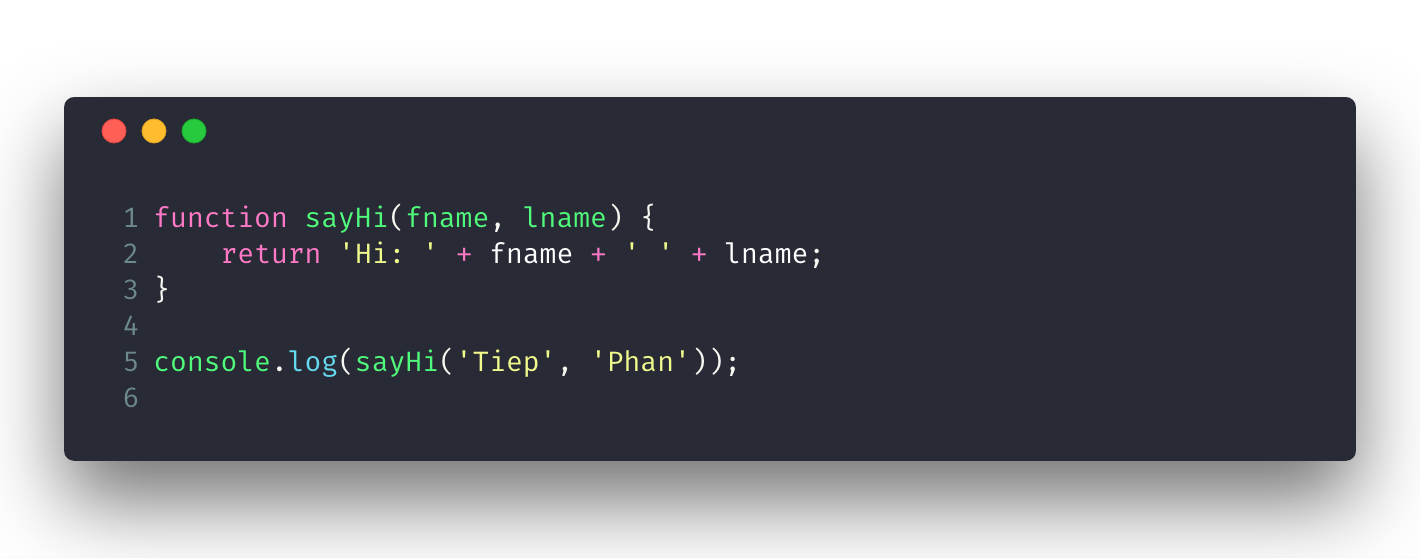 1 function sayHi(fname, lname) {
2     return 'Hi: ' + fname + ' ' + lname;
3 }
4
5 console.log(sayHi('Tiep', 'Phan'));
6